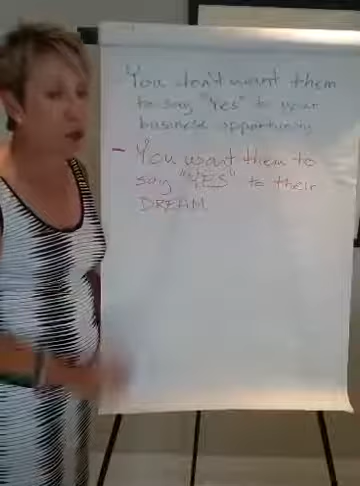 You don't want them
to say "Yes" to your
business opportunity
- You want them to
say "YES" to their
DREAM